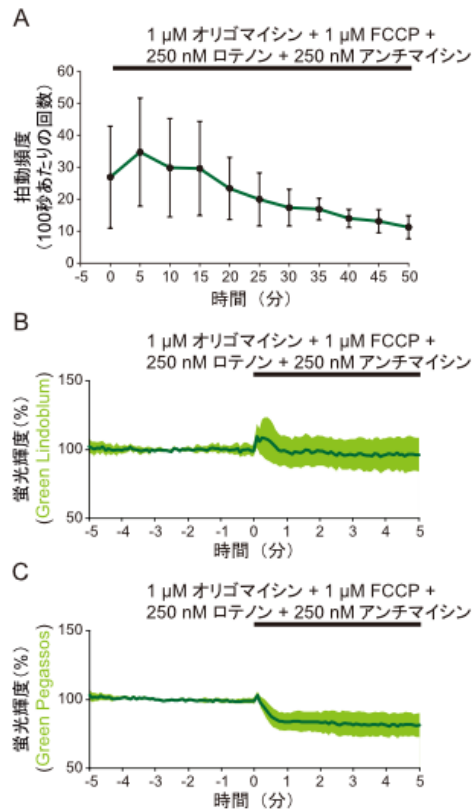 A
1 µM オリゴマイシン + 1 µM FCCP +
250 nM ロテノン + 250 nM アンチマイシン
拍動頻度
(100秒あたりの回数)
60
50
40
30
20
10
0
-5 0 5 10 15 20 25 30 35 40 45 50
時間（分）
B
1 µM オリゴマイシン + 1 µM FCCP +
250 nM ロテノン + 250 nM アンチマイシン
蛍光輝度(%)
(Green Lindoblum)
150
100
50
-5 -4 -3 -2 -1 0 1 2 3 4 5
時間（分）
C
1 µM オリゴマイシン + 1 µM FCCP +
250 nM ロテノン + 250 nM アンチマイシン
蛍光輝度(%)
(Green Pegassos)
150
100
50
-5 -4 -3 -2 -1 0 1 2 3 4 5
時間（分）